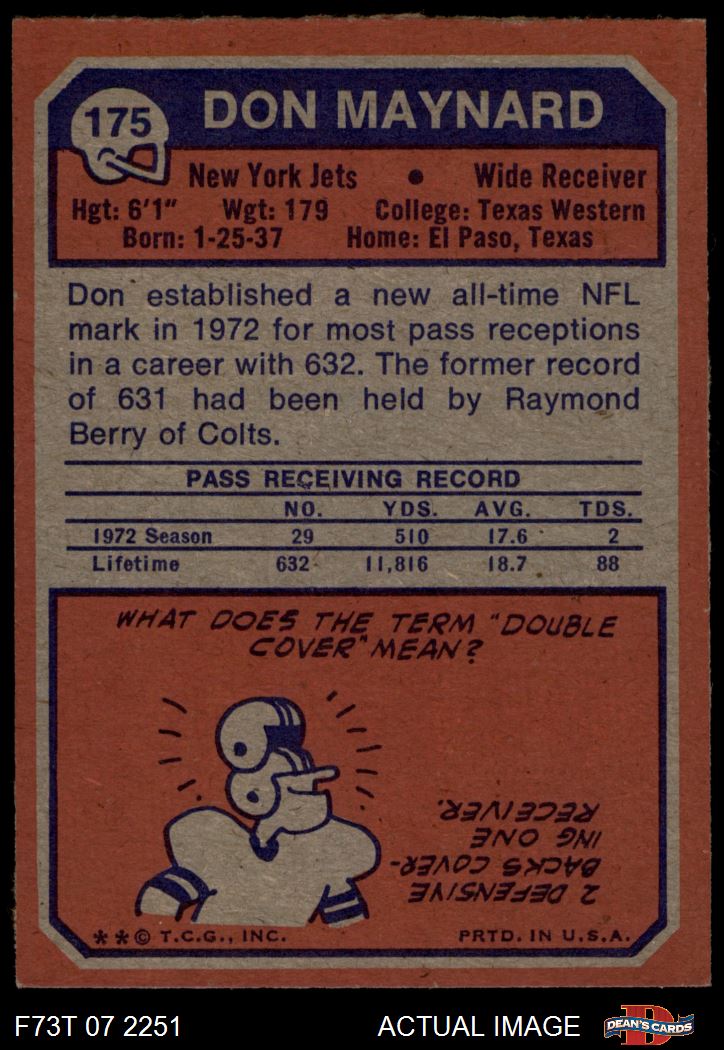 175
DON MAYNARD
New York Jets • Wide Receiver
Hgt: 6'1" Wgt: 179 College: Texas Western
Born: 1-25-37 Home: El Paso, Texas
Don established a new all-time NFL
mark in 1972 for most pass receptions
in a career with 632. The former record
of 631 had been held by Raymond
Berry of Colts.
PASS RECEIVING RECORD
NO. YDS. AVG. TDS.
1972 Season 29 510 17.6 2
Lifetime 632 11,816 18.7 88
WHAT DOES THE TERM "DOUBLE
COVER" MEAN?
2 DEFENSIVE
BACKS COVER-
ING ONE
RECEIVER.
**© T.C.G., INC. PRTD. IN U.S.A.
F73T 07 2251 ACTUAL IMAGE
D
DEAN'S CARDS